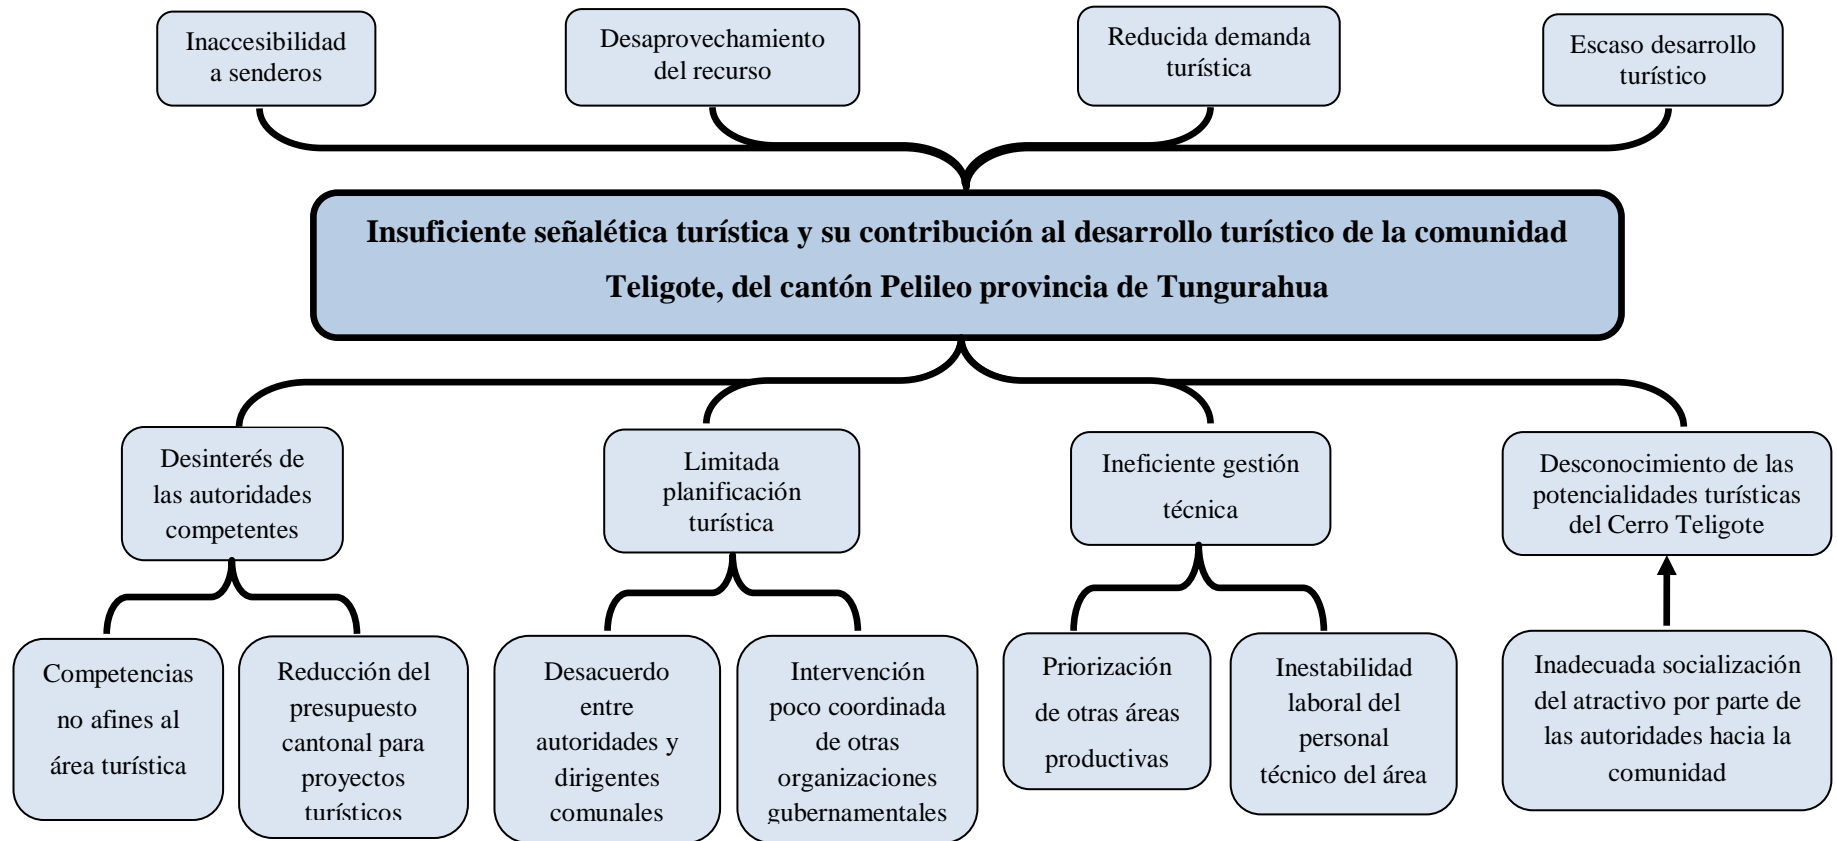 Inaccesibilidad
a senderos
Desaprovechamiento
del recurso
Reducida demanda
turística
Escaso desarrollo
turístico
Insuficiente señalética turística y su contribución al desarrollo turístico de la comunidad
Teligote, del cantón Pelileo provincia de Tungurahua
Desinterés de
las autoridades
competentes
Limitada
planificación
turística
Ineficiente gestión
técnica
Desconocimiento de las
potencialidades turísticas
del Cerro Teligote
Competencias
no afines al
área turística
Reducción del
presupuesto
cantonal para
proyectos
turísticos
Desacuerdo
entre
autoridades y
dirigentes
comunales
Intervención
poco coordinada
de otras
organizaciones
gubernamentales
Priorización
de otras áreas
productivas
Inestabilidad
laboral del
personal
técnico del área
Inadecuada socialización
del atractivo por parte de
las autoridades hacia la
comunidad